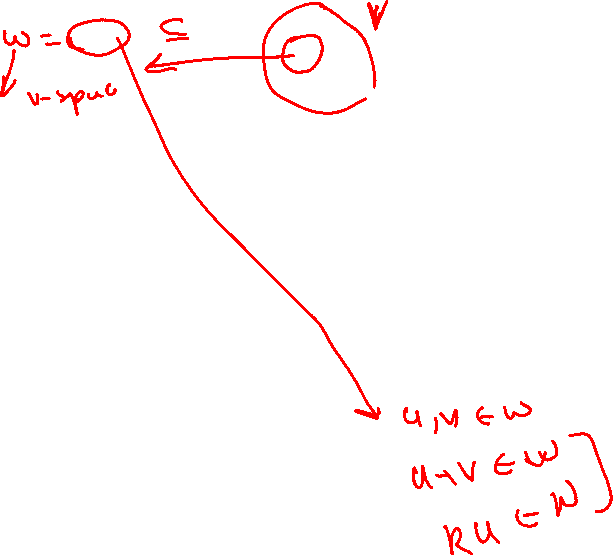 W = ⊆ V
v-space
u, v ∈ W
u+v ∈ W
ku ∈ W